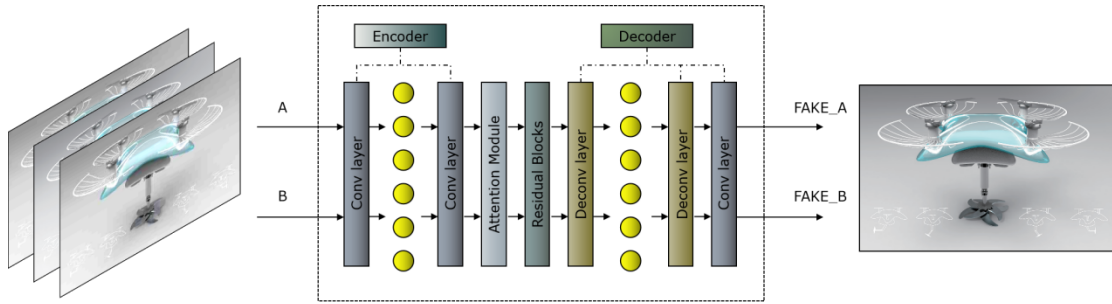 Encoder
Decoder
A
B
Conv layer
Conv layer
Attention Module
Residual Blocks
Deconv layer
Deconv layer
Conv layer
FAKE_A
FAKE_B